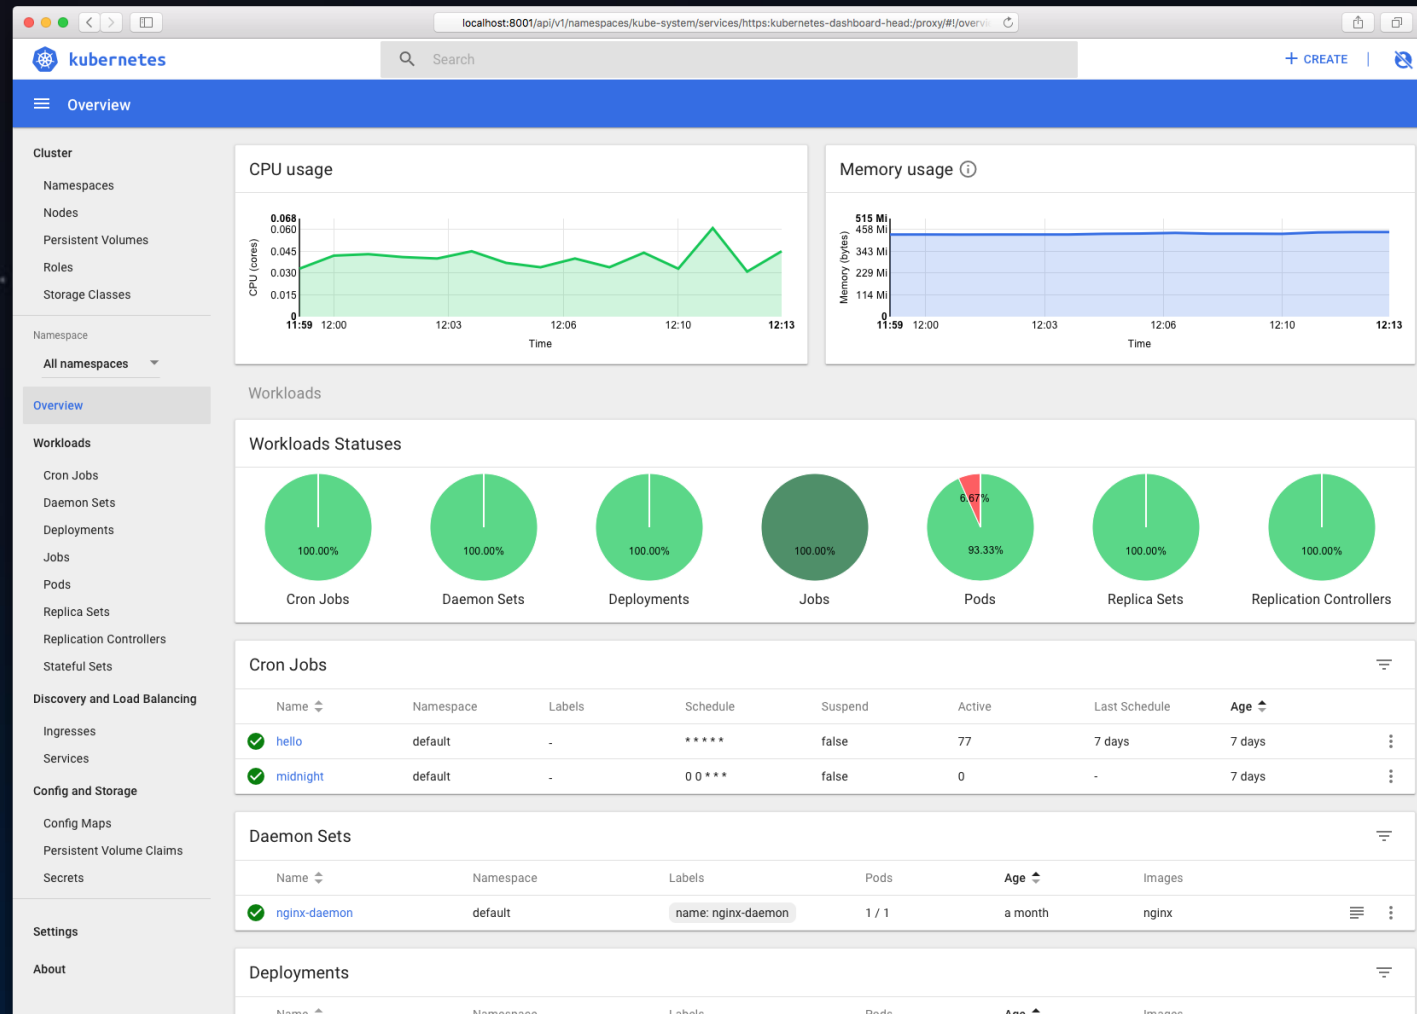 localhost:8001/api/v1/namespaces/kube-system/services/https:kubernetes-dashboard-head:/proxy/#!/overvi
kubernetes
Search
+ CREATE
Overview
Cluster
Namespaces
Nodes
Persistent Volumes
Roles
Storage Classes
Namespace
All namespaces
Overview
Workloads
Cron Jobs
Daemon Sets
Deployments
Jobs
Pods
Replica Sets
Replication Controllers
Stateful Sets
Discovery and Load Balancing
Ingresses
Services
Config and Storage
Config Maps
Persistent Volume Claims
Secrets
Settings
About
CPU usage
CPU (cores)
0.068
0.060
0.045
0.030
0.015
0
11:59 12:00 12:03 12:06 12:10 12:13
Time
Memory usage
Memory (bytes)
515 Mi
458 Mi
343 Mi
229 Mi
114 Mi
0
11:59 12:00 12:03 12:06 12:10 12:13
Time
Workloads
Workloads Statuses
6.67%
100.00% 100.00% 100.00% 100.00% 93.33% 100.00% 100.00%
Cron Jobs Daemon Sets Deployments Jobs Pods Replica Sets Replication Controllers
Cron Jobs
Name Namespace Labels Schedule Suspend Active Last Schedule Age
hello default - * * * * * false 77 7 days 7 days
midnight default - 0 0 * * * false 0 - 7 days
Daemon Sets
Name Namespace Labels Pods Age Images
nginx-daemon default name: nginx-daemon 1 / 1 a month nginx
Deployments
Name Namespace Labels Pods Age Images